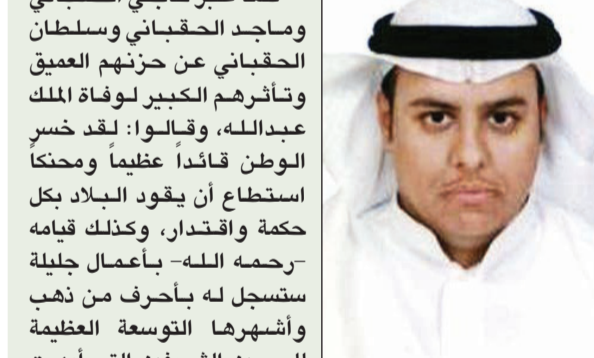 وماجد الحقباني وسلطان
الحقباني عن حزنهم العميق
وتأثرهم الكبير لوفاة الملك
عبدالله، وقالوا: لقد خسر
الوطن قائداً عظيماً ومحنكاً
استطاع أن يقود البلاد بكل
حكمة واقتدار، وكذلك قيامه
-رحمه الله- بأعمال جليلة
ستسجل له بأحرف من ذهب
وأشهرها التوسعة العظيمة